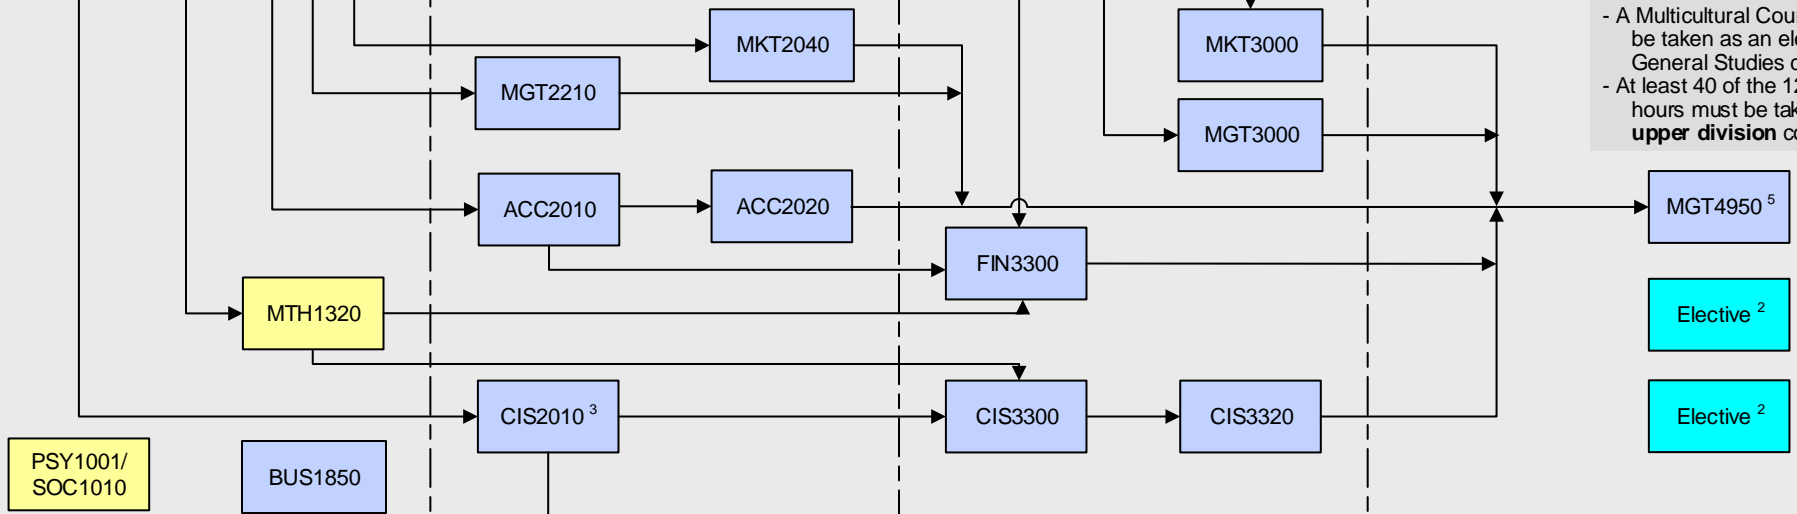 - A Multicultural Cou
be taken as an ele
General Studies c
- At least 40 of the 12
hours must be tak
upper division co
MKT2040
MKT3000
MGT2210
MGT3000
ACC2010
ACC2020
MGT4950 5
FIN3300
MTH1320
Elective 2
CIS2010 3
CIS3300
CIS3320
Elective 2
PSY1001/
SOC1010
BUS1850